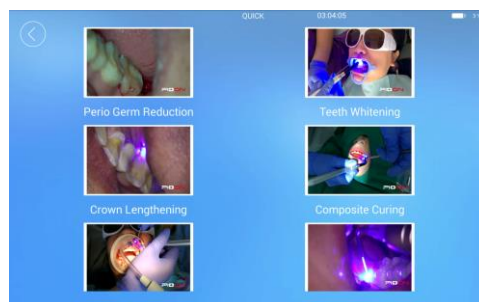 QUICK 03:04:05
Perio Germ Reduction
Teeth Whitening
Crown Lengthening
Composite Curing